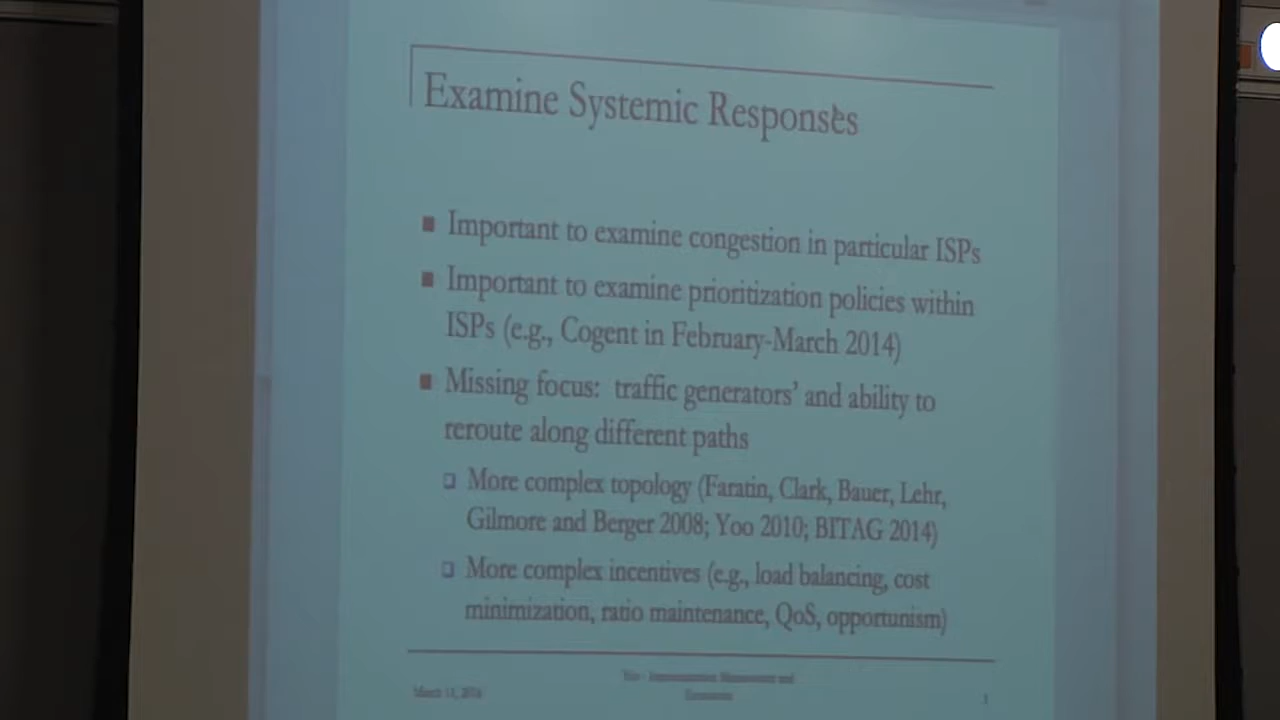 Examine Systemic Responses
■ Important to examine congestion in particular ISPs
■ Important to examine prioritization policies within
ISPs (e.g., Cogent in February-March 2014)
■ Missing focus: traffic generators' and ability to
reroute along different paths
❑ More complex topology (Faratin, Clark, Bauer, Lehr,
Gilmore and Berger 2008; Yoo 2010; BITAG 2014)
❑ More complex incentives (e.g., load balancing, cost
minimization, ratio maintenance, QoS, opportunism)
March